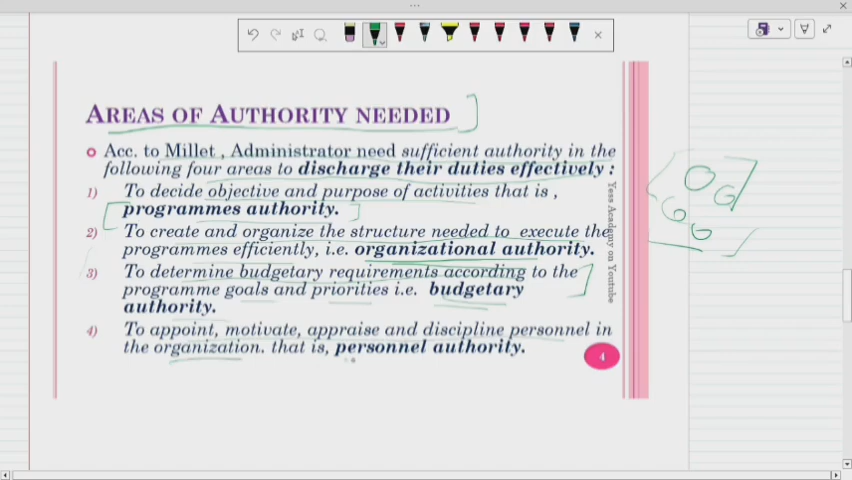 AREAS OF AUTHORITY NEEDED
Acc. to Millet , Administrator need sufficient authority in the
following four areas to discharge their duties effectively :
1) To decide objective and purpose of activities that is ,
programmes authority.
2) To create and organize the structure needed to execute the
programmes efficiently, i.e. organizational authority.
3) To determine budgetary requirements according to the
programme goals and priorities i.e. budgetary
authority.
4) To appoint, motivate, appraise and discipline personnel in
the organization. that is, personnel authority.
4
Yess Academy on Youtube